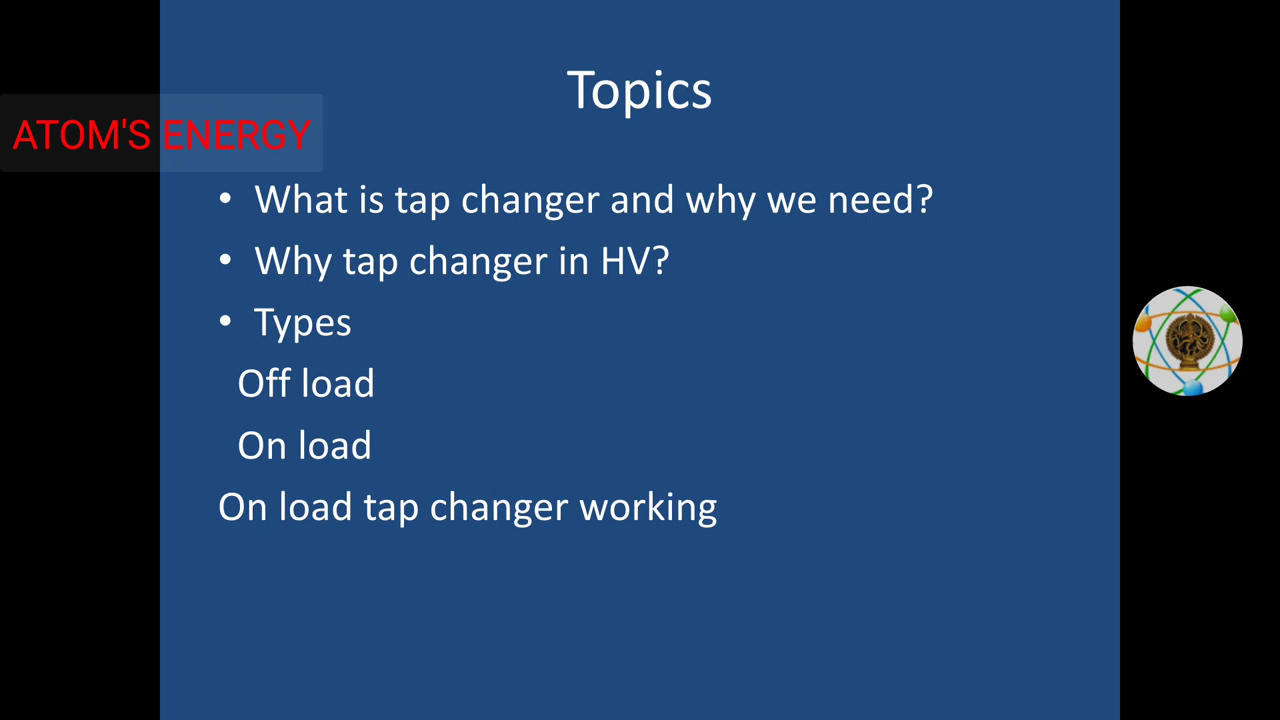 Topics
ATOM'S ENERGY
• What is tap changer and why we need?
• Why tap changer in HV?
• Types
Off load
On load
On load tap changer working